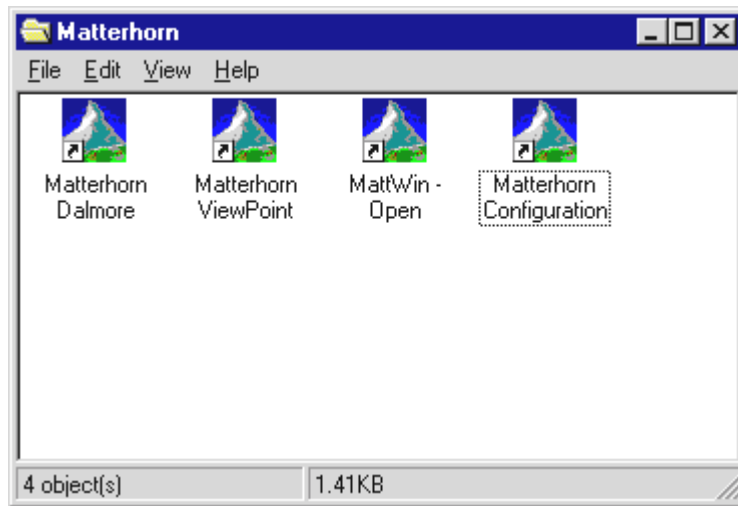 Matterhorn
File Edit View Help
Matterhorn Dalmore
Matterhorn ViewPoint
MattWin - Open
Matterhorn Configuration
4 object(s) 1.41KB